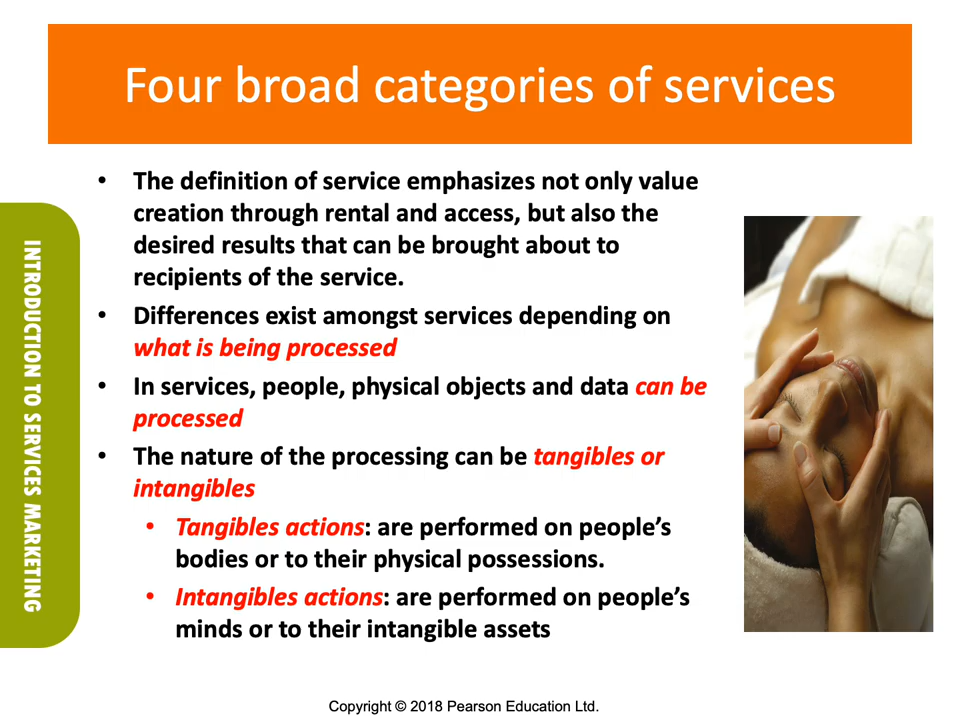 Four broad categories of services
• The definition of service emphasizes not only value
creation through rental and access, but also the
desired results that can be brought about to
recipients of the service.
• Differences exist amongst services depending on
what is being processed
• In services, people, physical objects and data can be
processed
• The nature of the processing can be tangibles or
intangibles
• Tangibles actions: are performed on people’s
bodies or to their physical possessions.
• Intangibles actions: are performed on people’s
minds or to their intangible assets
INTRODUCTION TO SERVICES MARKETING
Copyright © 2018 Pearson Education Ltd.